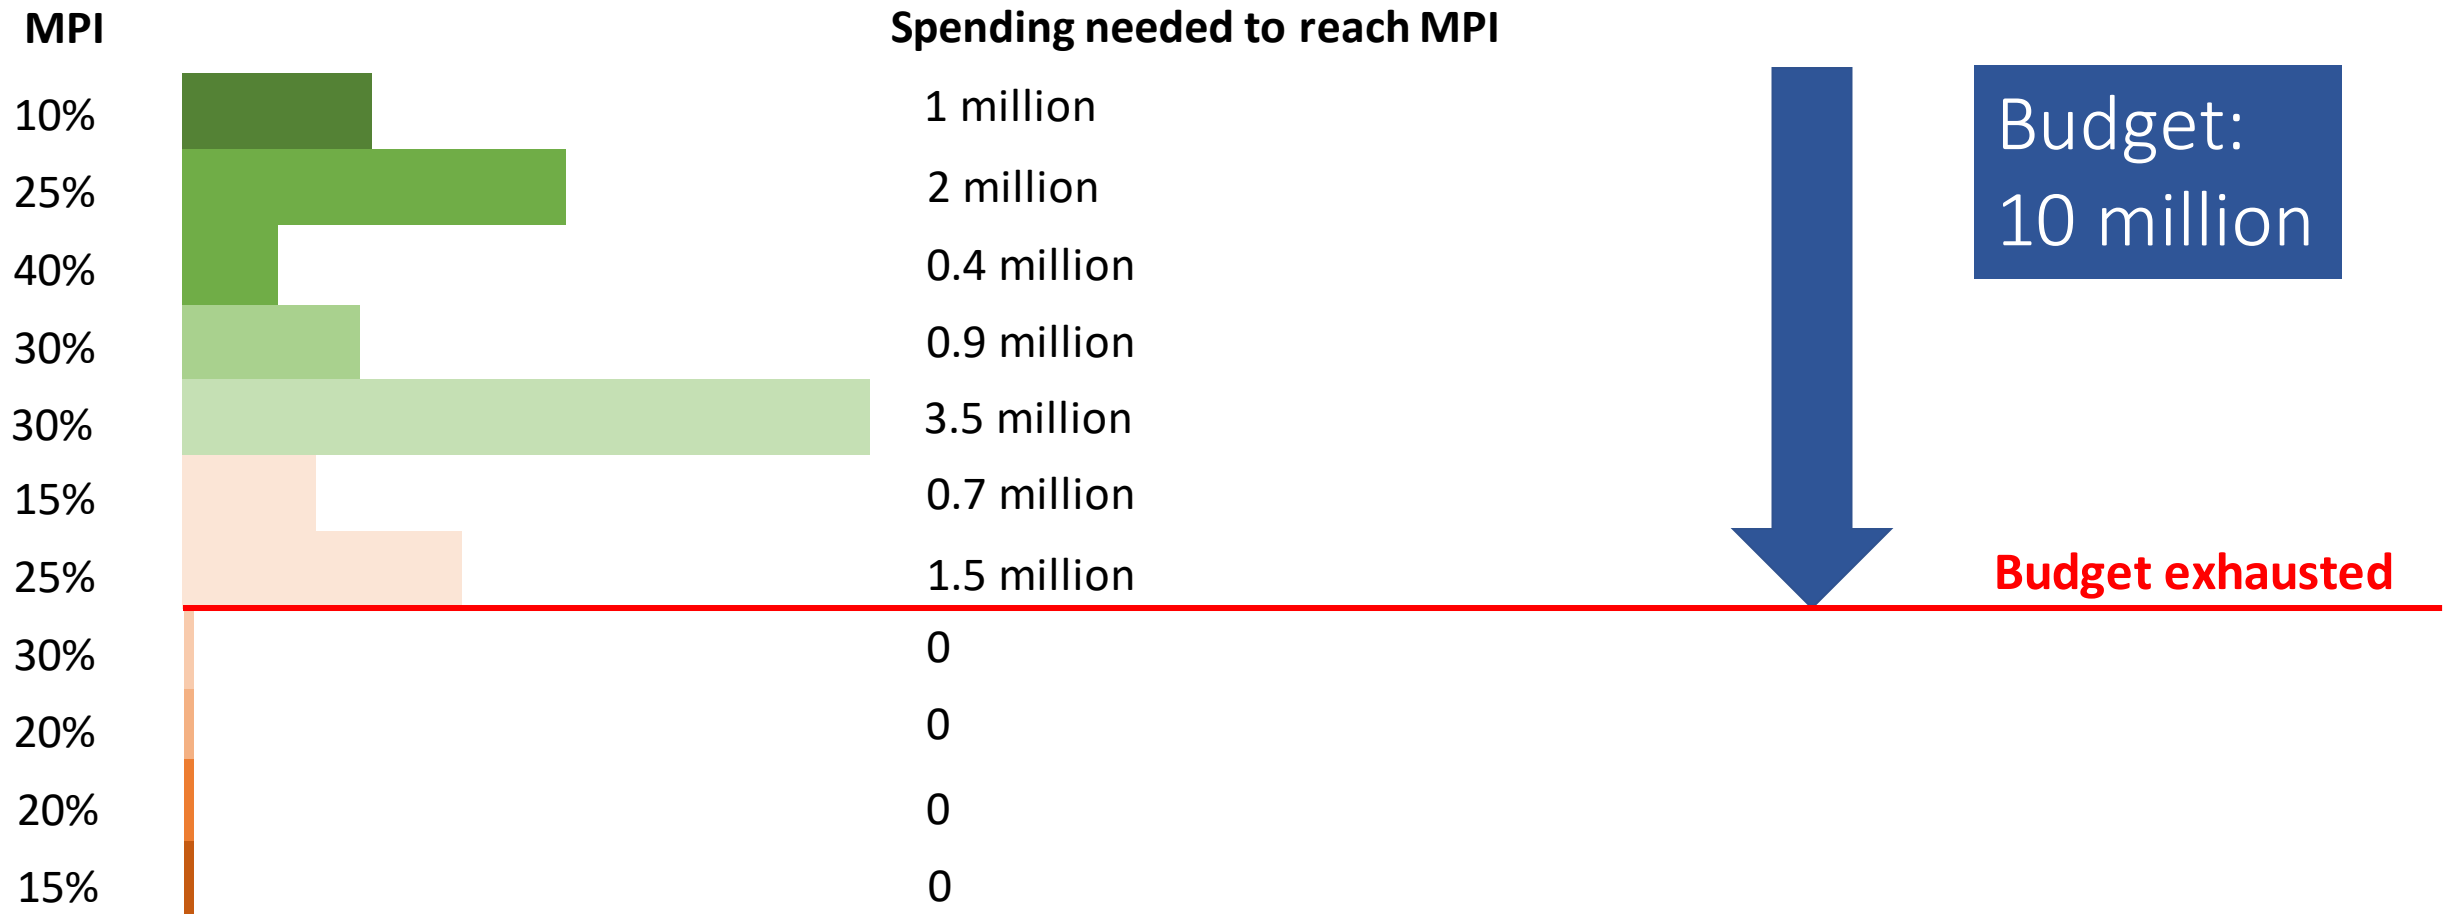 MPI Spending needed to reach MPI
10% 1 million
25% 2 million
40% 0.4 million
30% 0.9 million
30% 3.5 million
15% 0.7 million
25% 1.5 million
30% 0
20% 0
20% 0
15% 0
Budget:
10 million
Budget exhausted